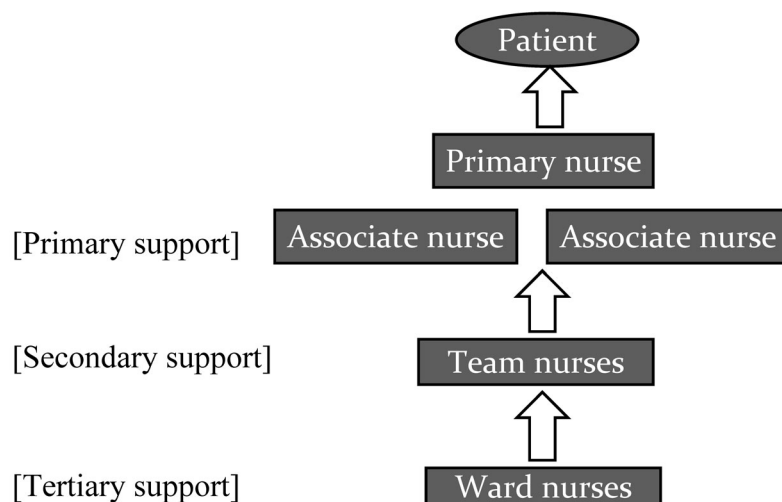 Patient
Primary nurse
[Primary support] Associate nurse Associate nurse
[Secondary support] Team nurses
[Tertiary support] Ward nurses